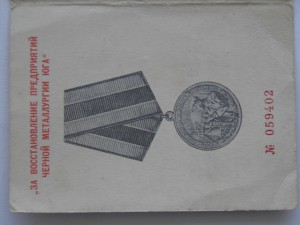 „ЗА ВОССТАНОВЛЕНИЕ ПРЕДПРИЯТИЙ
ЧЕРНОЙ МЕТАЛЛУРГИИ ЮГА"
№ 059402